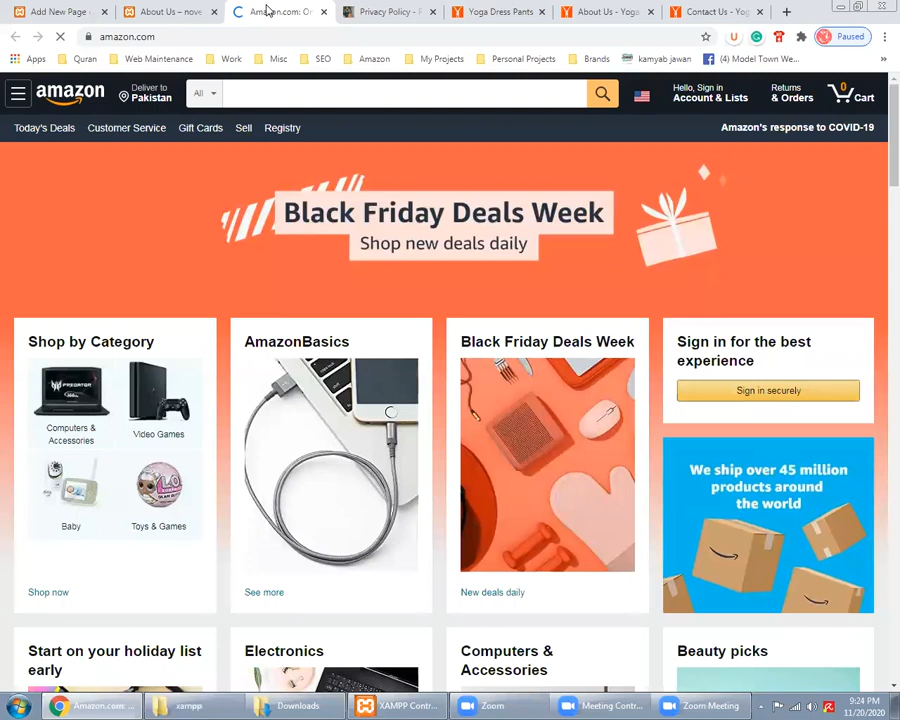 Add New Page
About Us – nove
Amazon.com: On
Privacy Policy - F
Yoga Dress Pants
About Us - Yoga
Contact Us - Yog
amazon.com
Paused
Apps
Quran
Web Maintenance
Work
Misc
SEO
Amazon
My Projects
Personal Projects
Brands
kamyab jawan
(4) Model Town We...
»
amazon
Deliver to
Pakistan
All
Hello, Sign in
Account & Lists
Returns
& Orders
0
Cart
Today's Deals
Customer Service
Gift Cards
Sell
Registry
Amazon's response to COVID-19
Black Friday Deals Week
Shop new deals daily
Shop by Category
PREDATOR
Computers &
Accessories
Video Games
Baby
Toys & Games
Shop now
AmazonBasics
See more
Black Friday Deals Week
New deals daily
Sign in for the best
experience
Sign in securely
We ship over 45 million
products around
the world
Start on your holiday list
early
Electronics
Computers &
Accessories
Beauty picks
Amazon.com: ...
xampp
Downloads
XAMPP Contr...
Zoom
Meeting Contr...
Zoom Meeting
9:24 PM
11/20/2020